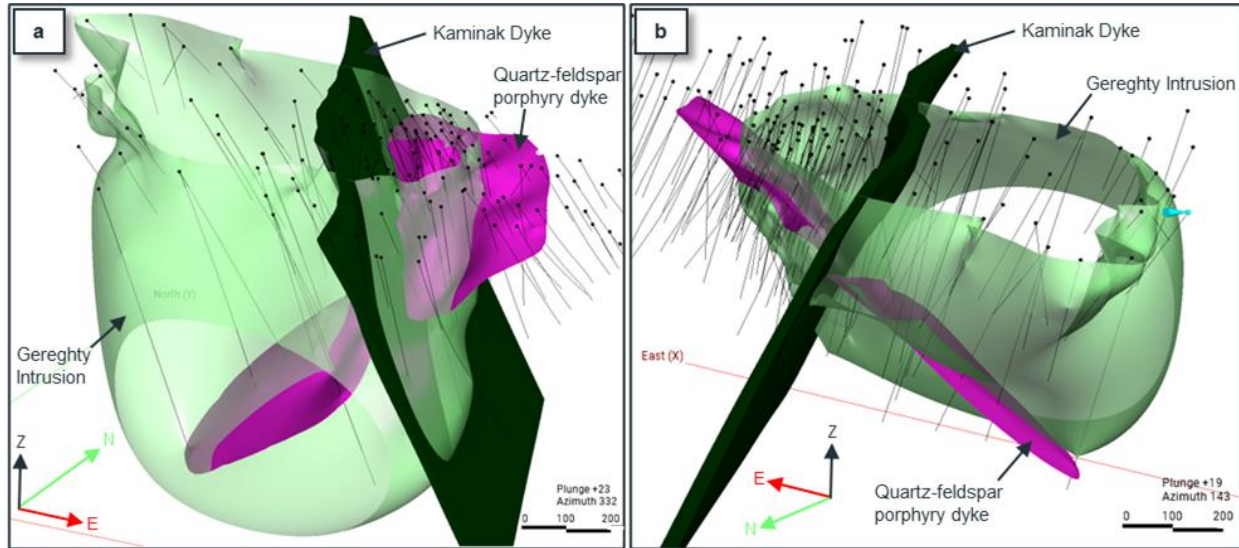 a
Kaminak Dyke
Quartz-feldspar
porphyry dyke
North (Y)
Gereghty
Intrusion
Z
N
E
Plunge +23
Azimuth 332
0 100 200
b
Kaminak Dyke
Gereghty Intrusion
East (X)
Z
E
N
Quartz-feldspar
porphyry dyke
Plunge +19
Azimuth 143
0 100 200